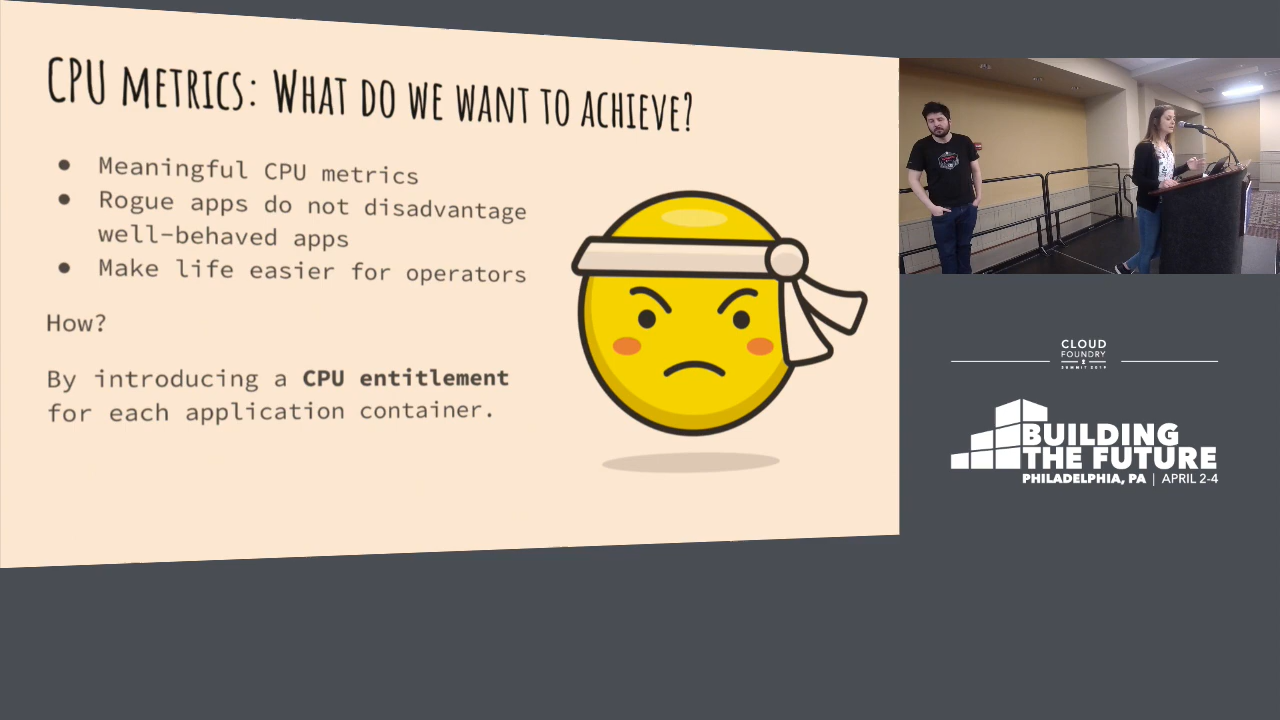 CPU METRICS: WHAT DO WE WANT TO ACHIEVE?
● Meaningful CPU metrics
● Rogue apps do not disadvantage
well-behaved apps
● Make life easier for operators
How?
By introducing a CPU entitlement
for each application container.
CLOUD
FOUNDRY
SUMMIT 2019
BUILDING
THE FUTURE
PHILADELPHIA, PA | APRIL 2-4